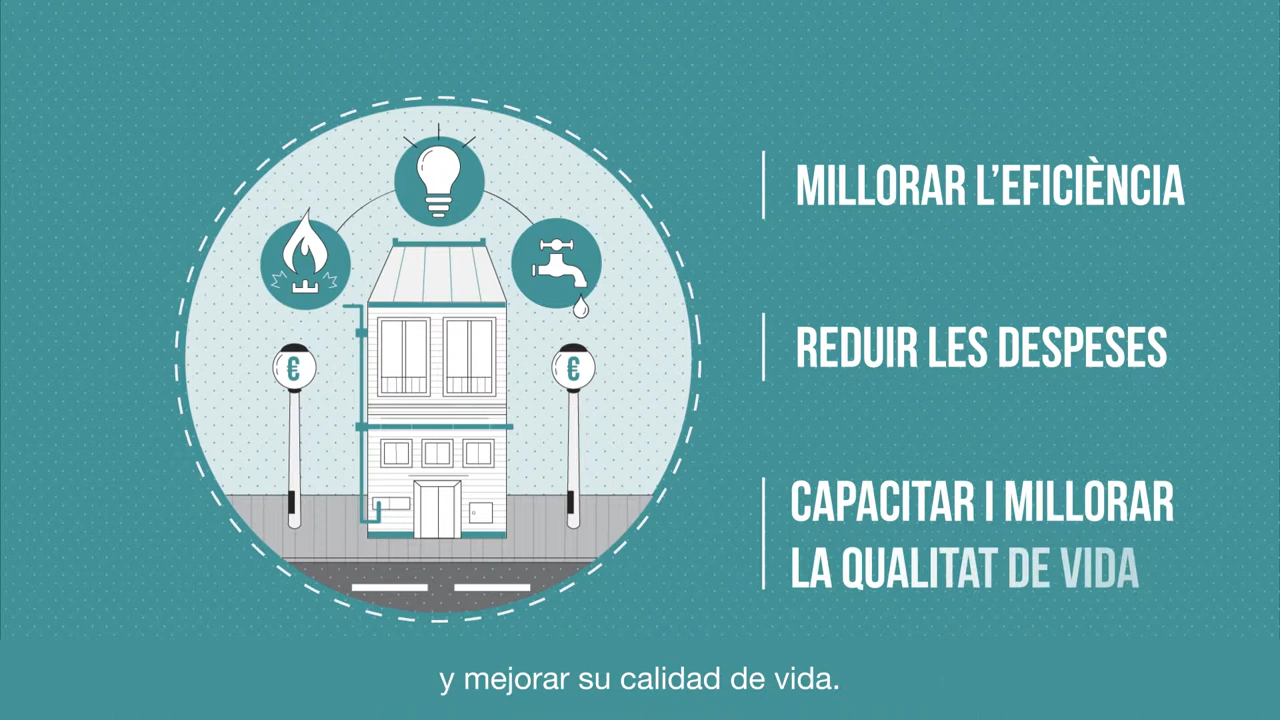 €
€
MILLORAR L’EFICIÈNCIA
REDUIR LES DESPESES
CAPACITAR I MILLORAR
LA QUALITAT DE VIDA
y mejorar su calidad de vida.